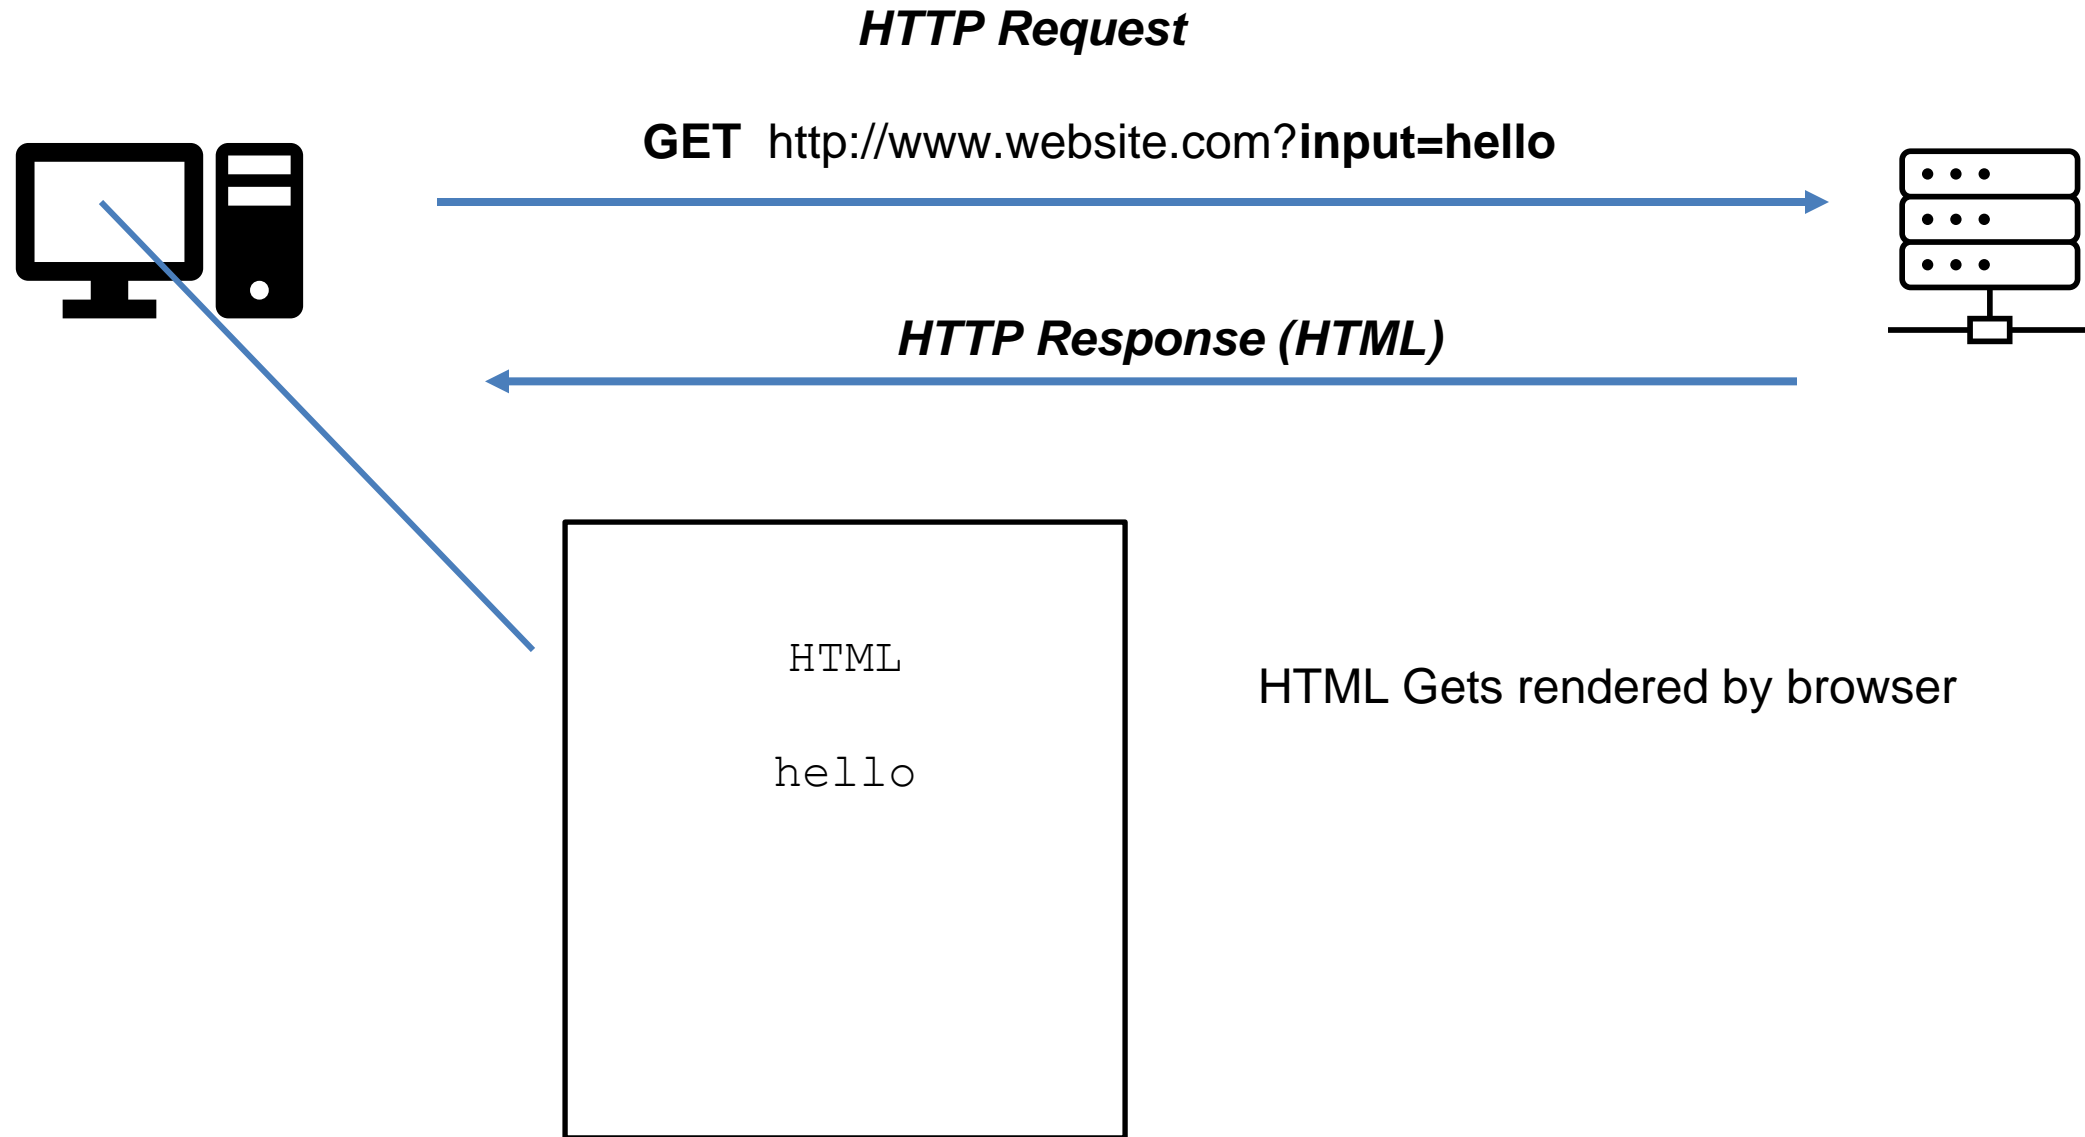 HTTP Request
GET http://www.website.com?input=hello
HTTP Response (HTML)
HTML
HTML Gets rendered by browser
hello